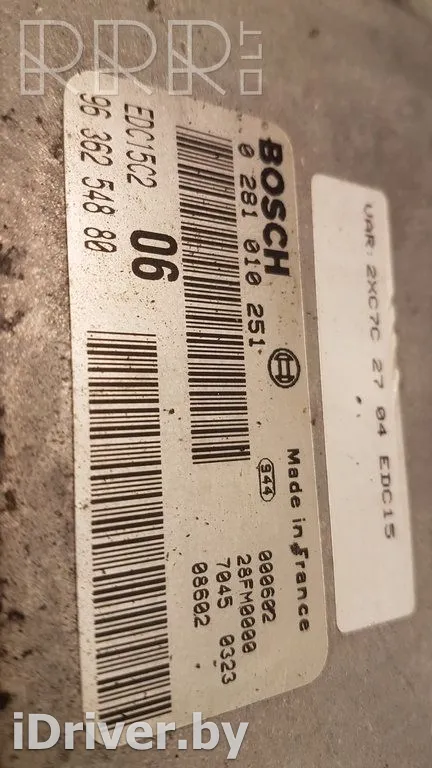 RRR.LT
BOSCH
0 281 010 251
EDC15C2
06
96 362 548 80
Made in France
944
000602
28FM0000
7045 0323
08602
UAR: 2XC7C 27 04 EDC15
iDriver.by